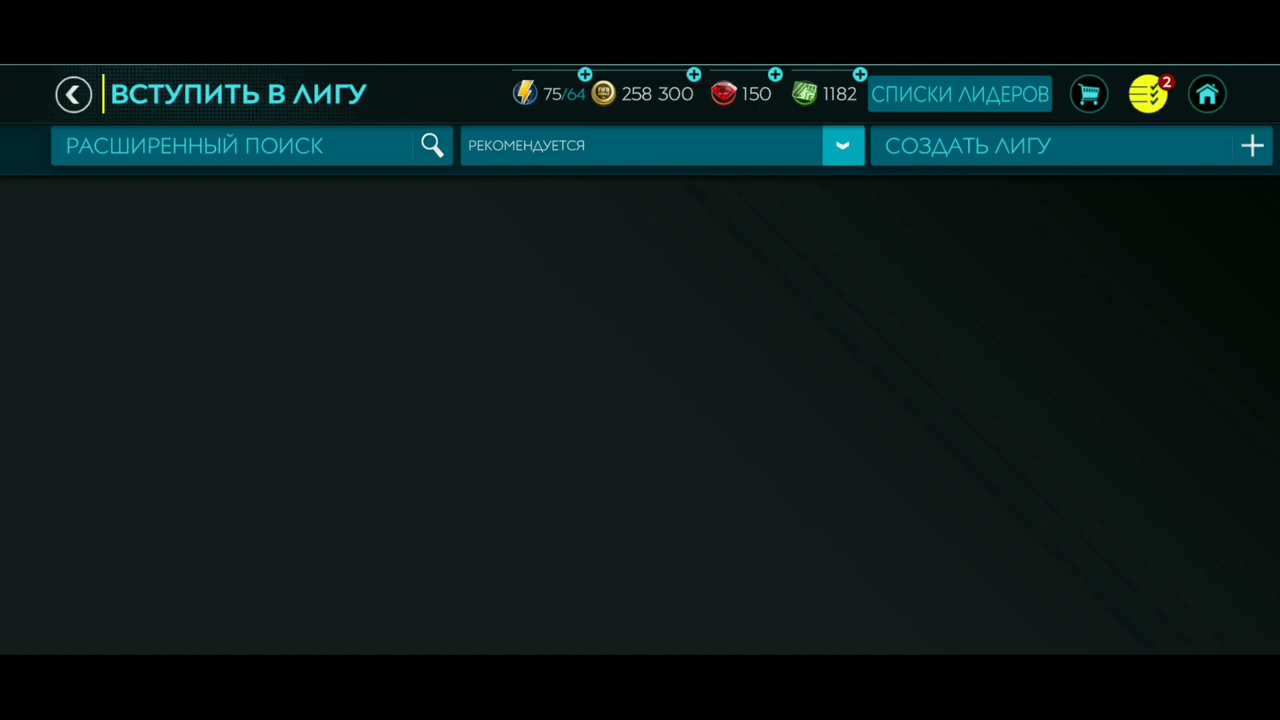 ВСТУПИТЬ В ЛИГУ
75/64
258 300
150
1182
СПИСКИ ЛИДЕРОВ
2
РАСШИРЕННЫЙ ПОИСК
РЕКОМЕНДУЕТСЯ
СОЗДАТЬ ЛИГУ